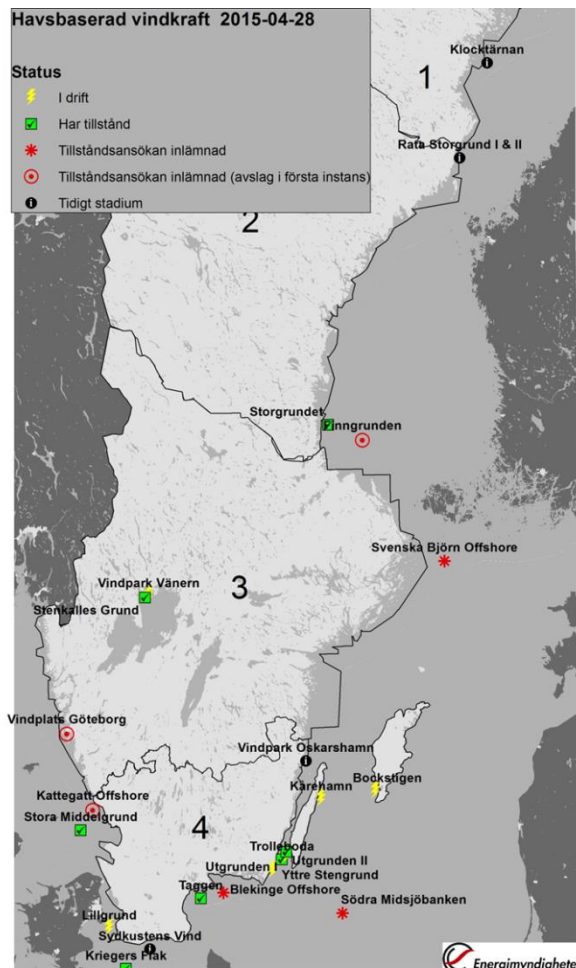 Havsbaserad vindkraft 2015-04-28
Status
I drift
Har tillstånd
Tillståndsansökan inlämnad
Tillståndsansökan inlämnad (avslag i första instans)
Tidigt stadium
Klocktärnan
1
Rata Storgrund I & II
2
Storgrundet
Finngrunden
Svenska Björn Offshore
Vindpark Vänern
3
Stenkalles Grund
Vindplats Göteborg
Vindpark Oskarshamn
Bockstigen
Kårehamn
Kattegatt Offshore
Stora Middelgrund
4
Trolleboda
Utgrunden II
Utgrunden I
Yttre Stengrund
Taggen
Blekinge Offshore
Södra Midsjöbanken
Lillgrund
Sydkustens Vind
Kriegers Flak
Energimyndighete